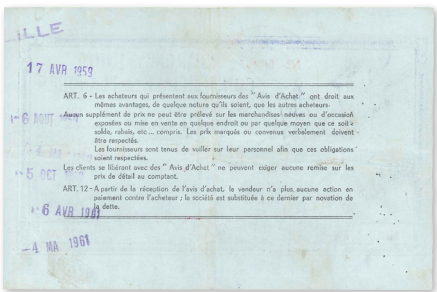 ILLE
17 AVR 1959
ART. 6 - Les acheteurs qui présentent aux fournisseurs des "Avis d'Achat" ont droit aux
mêmes avantages, de quelque nature qu'ils soient, que les autres acheteurs.
Aucun supplément de prix ne peut être prélevé sur les marchandises neuves ou d'occasion
6 AOUT
exposées ou mise en vente en quelque endroit ou par quelque moyen que ce soit -
solde, rabais, etc... compris. Les prix marqués ou convenus verbalement doivent
être respectés.
Les fournisseurs sont tenus de veiller sur leur personnel afin que ces obligations
soient respectées.
Les clients se libérant avec des "Avis d'Achat" ne peuvent exiger aucune remise sur les
5 OCT
prix de détail au comptant.
ART. 12 - A partir de la réception de l'avis d'achat, le vendeur n'a plus aucune action en
paiement contre l'acheteur ; la société est substituée à ce dernier par novation de
6 AVR 1961
la dette.
-4 MA 1961